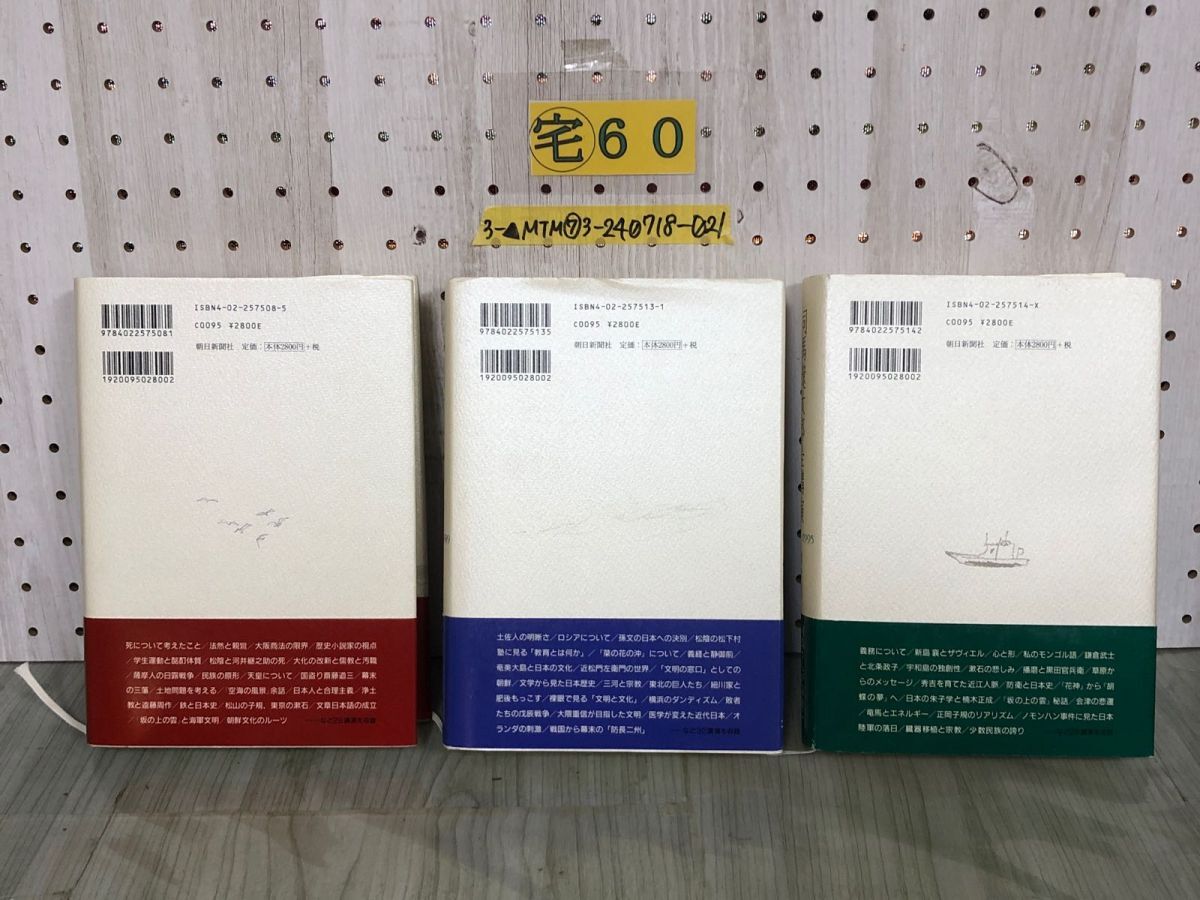 宅60
3-▲MTM⑦3-240718-021
ISBN4-02-257508-5
9784022575081
C0095 ¥2800E
朝日新聞社 定価：本体2800円+税
1920095028002
死について考えたこと／法然と親鸞／大阪商法の限界／歴史小説家の視点
／学生運動と酩酊体質／松陰と河井継之助の死／大化の改新と儒教と汚職
／薩摩人の日露戦争／民族の原形／天皇について／国盗り斎藤道三／幕末
の三藩／土地問題を考える／「空海の風景」余話／日本人と合理主義／浄土
教と遠藤周作／鉄と日本史／松山の子規、東京の漱石／文章日本語の成立
／「坂の上の雲」と海軍文明／朝鮮文化のルーツ
ISBN4-02-257513-1
9784022575135
C0095 ¥2800E
朝日新聞社 定価：本体2800円+税
1920095028002
土佐人の明晰さ／ロシアについて／孫文の日本への決別／松陰の松下村
塾に見る「教育とは何か」／「菜の花の沖」について／義経と静御前／
奄美大島と日本の文化／近松門左衛門の世界／「文明の窓口」としての
朝鮮／文学から見た日本歴史／三河と宗教／東北の巨人たち／細川家と
肥後もっこす／裸眼で見る「文明と文化」／横浜のダンディズム／敗者
たちの戊辰戦争／大隈重信が目指した文明／医学が変えた近代日本／オ
ランダの刺激／戦国から幕末の「防長二州」
ISBN4-02-257514-X
9784022575142
C0095 ¥2800E
朝日新聞社 定価：本体2800円+税
1920095028002
1995
義務について／新島襄とザヴィエル／心と形／私のモンゴル語／鎌倉武士
と北条政子／宇和島の独創性／漱石の悲しみ／播磨と黒田官兵衛／草原か
らのメッセージ／秀吉を育てた近江人脈／防衛と日本史／「花神」から「胡
蝶の夢」へ／日本の朱子学と楠木正成／「坂の上の雲」秘話／会津の悲運
／竜馬とエネルギー／正岡子規のリアリズム／ノモンハン事件に見た日本
陸軍の落日／臓器移植と宗教／少数民族の誇り